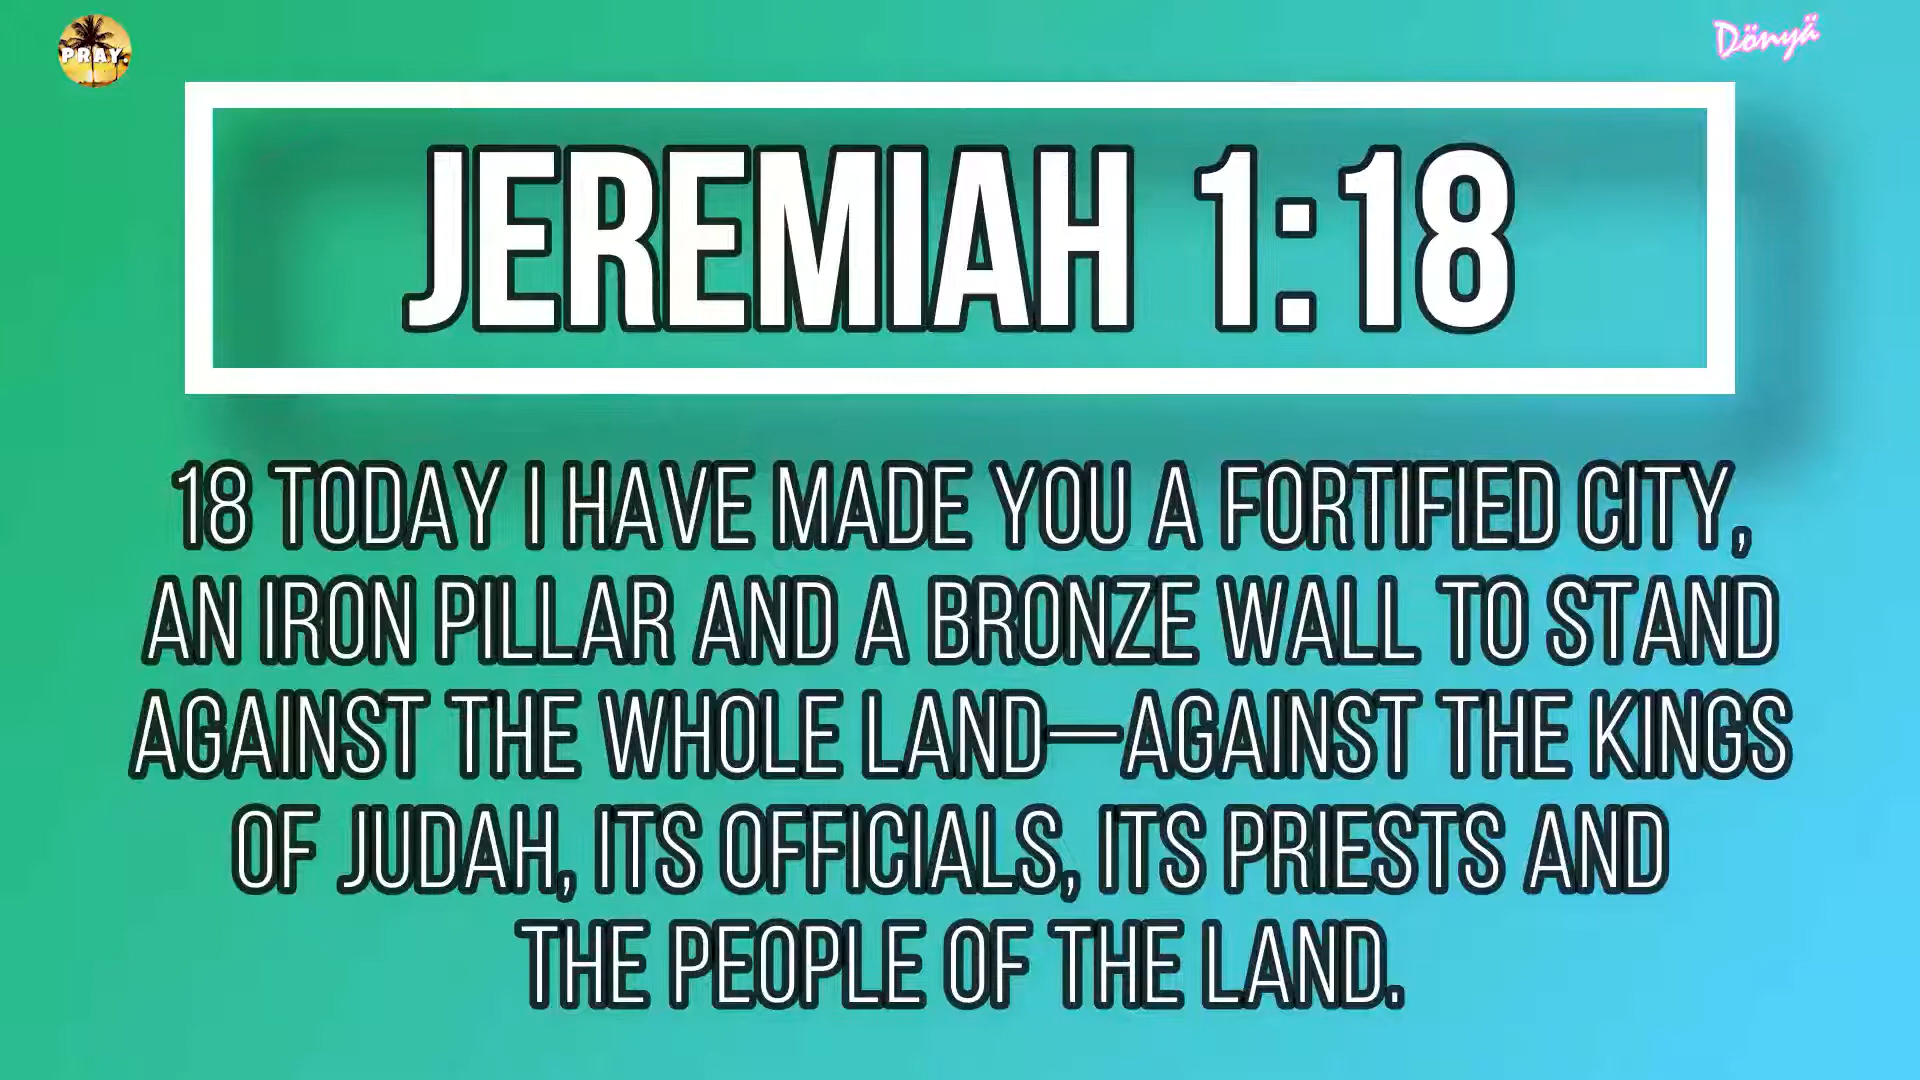 PRAY.
Dönyä
JEREMIAH 1:18
18 TODAY I HAVE MADE YOU A FORTIFIED CITY,
AN IRON PILLAR AND A BRONZE WALL TO STAND
AGAINST THE WHOLE LAND—AGAINST THE KINGS
OF JUDAH, ITS OFFICIALS, ITS PRIESTS AND
THE PEOPLE OF THE LAND.